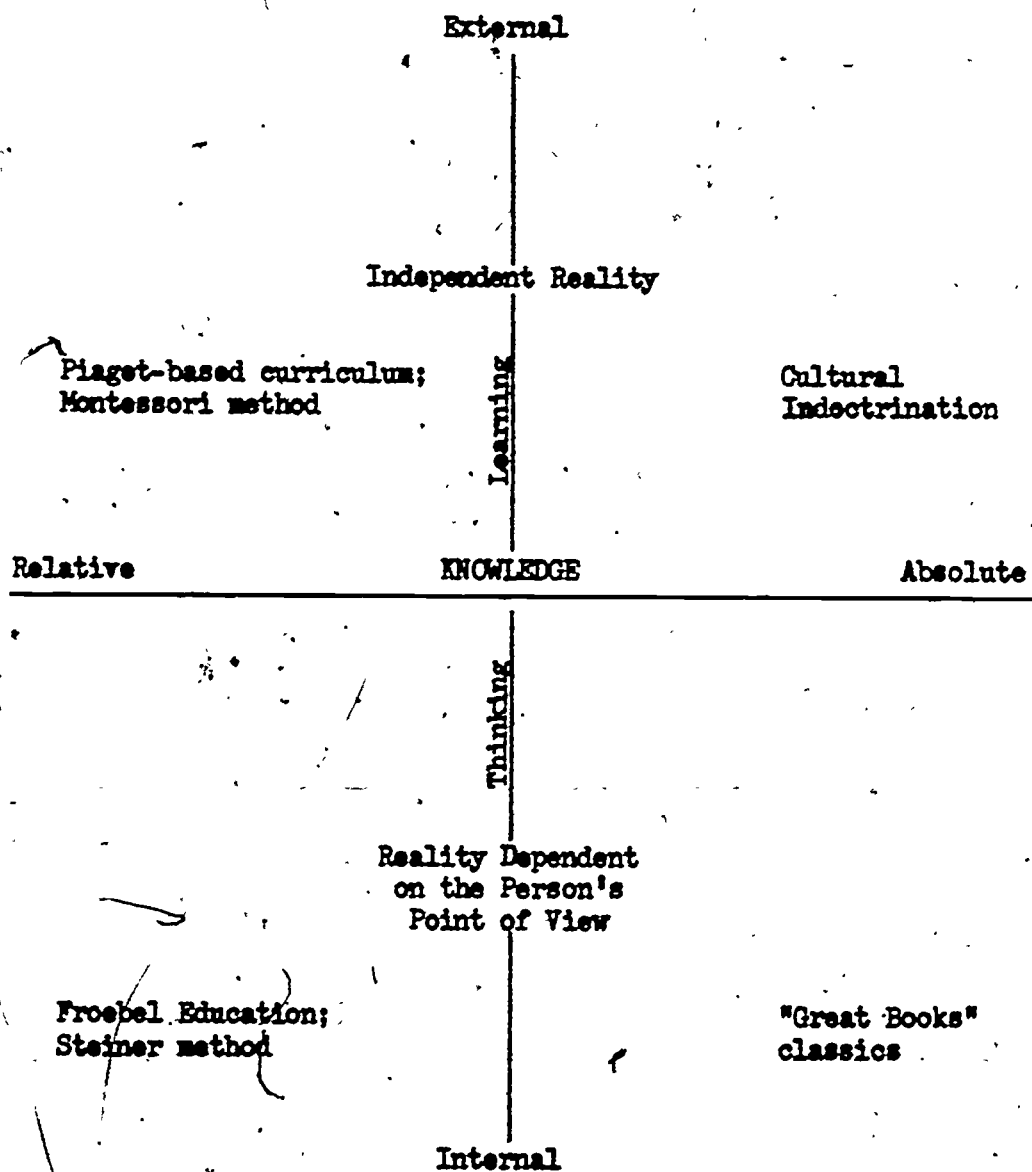 External
Independent Reality
Piaget-based curriculum;
Montessori method
Learning
Cultural
Indoctrination
Relative
KNOWLEDGE
Absolute
Thinking
Reality Dependent
on the Person's
Point of View
Froebel Education;
Steiner method
"Great Books"
classics
Internal